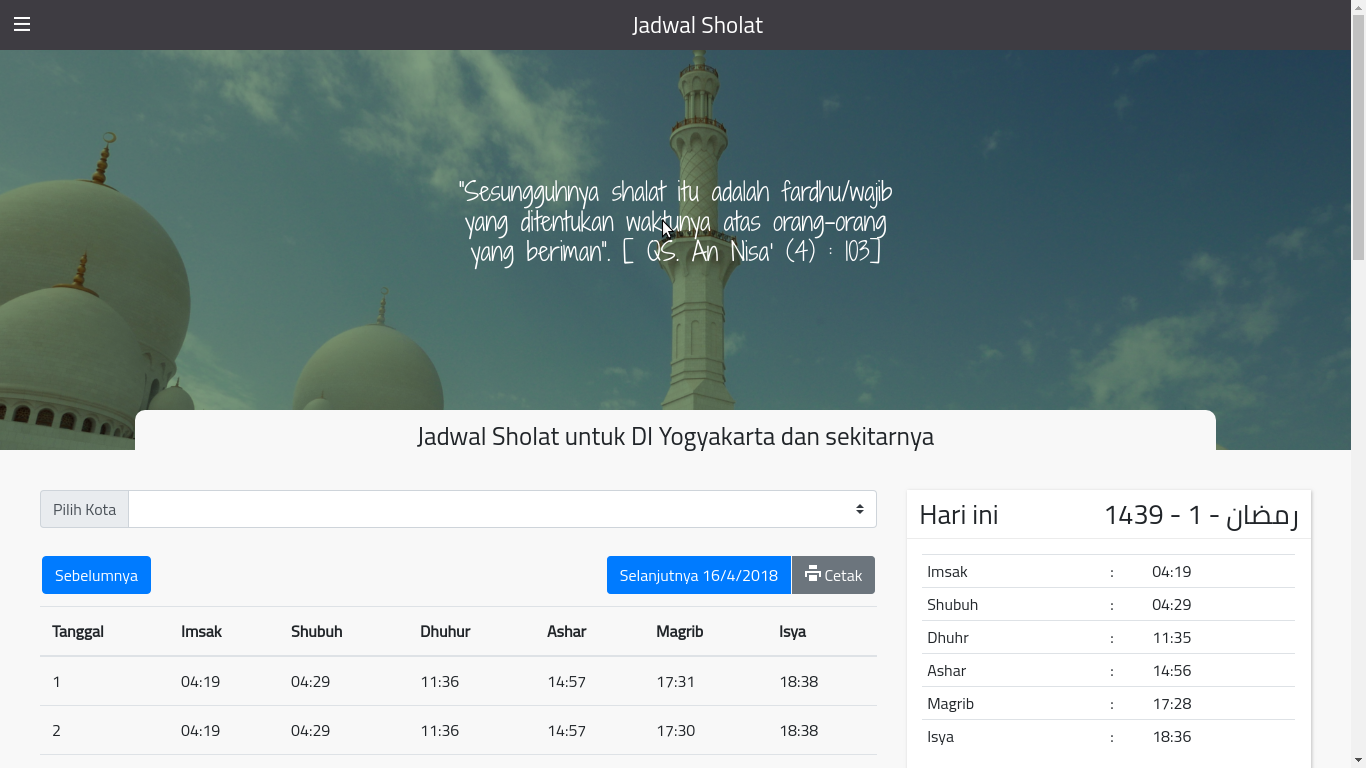 Jadwal Sholat
"Sesungguhnya shalat itu adalah fardhu/wajib
yang ditentukan waktunya atas orang-orang
yang beriman". [ QS. An Nisa' (4) : 103]
Jadwal Sholat untuk DI Yogyakarta dan sekitarnya
Pilih Kota
Sebelumnya
Selanjutnya 16/4/2018
Cetak
Tanggal Imsak Shubuh Dhuhur Ashar Magrib Isya
1 04:19 04:29 11:36 14:57 17:31 18:38
2 04:19 04:29 11:36 14:57 17:30 18:38
Hari ini
1439 - 1 - رمضان
Imsak : 04:19
Shubuh : 04:29
Dhuhr : 11:35
Ashar : 14:56
Magrib : 17:28
Isya : 18:36